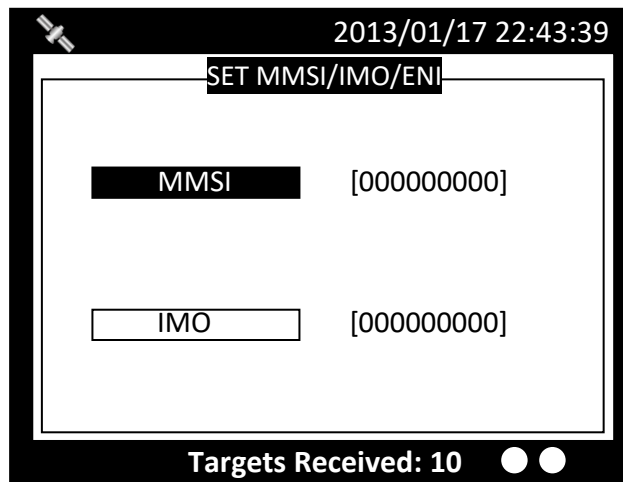 2013/01/17 22:43:39
SET MMSI/IMO/ENI
MMSI [000000000]
IMO [000000000]
Targets Received: 10